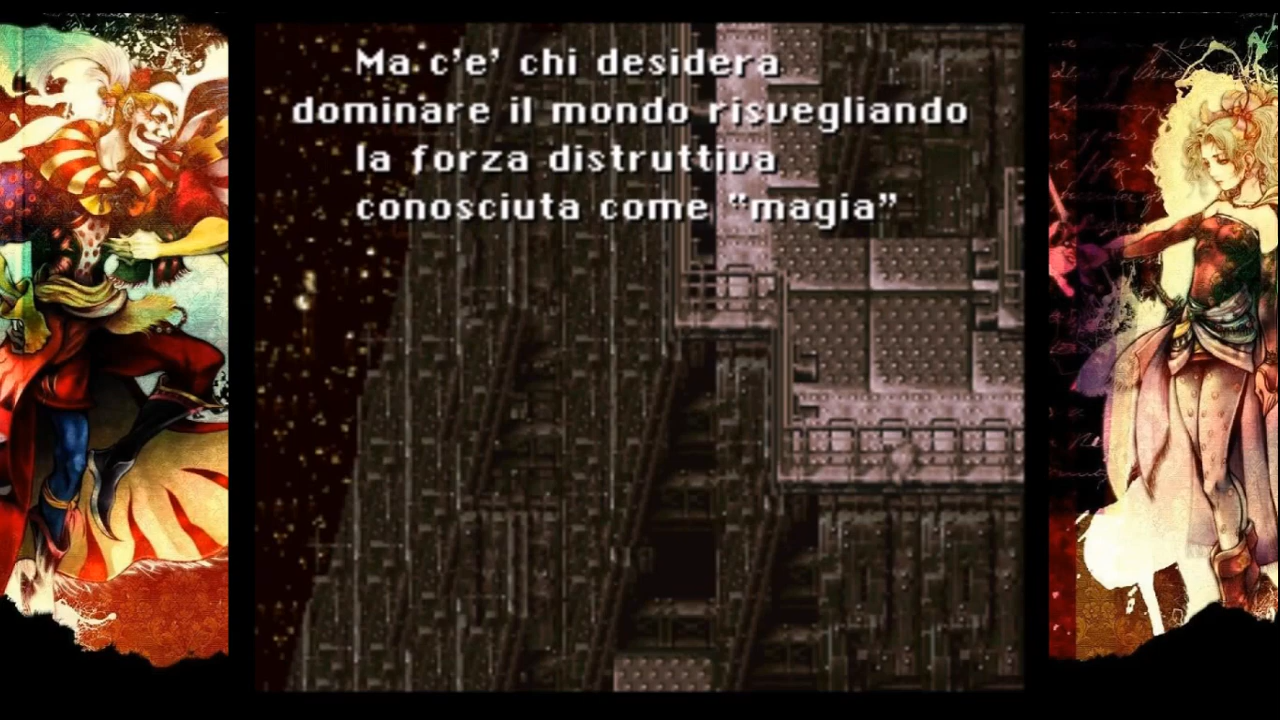 Ma c'e' chi desidera
dominare il mondo risvegliando
la forza distruttiva
conosciuta come "magia"